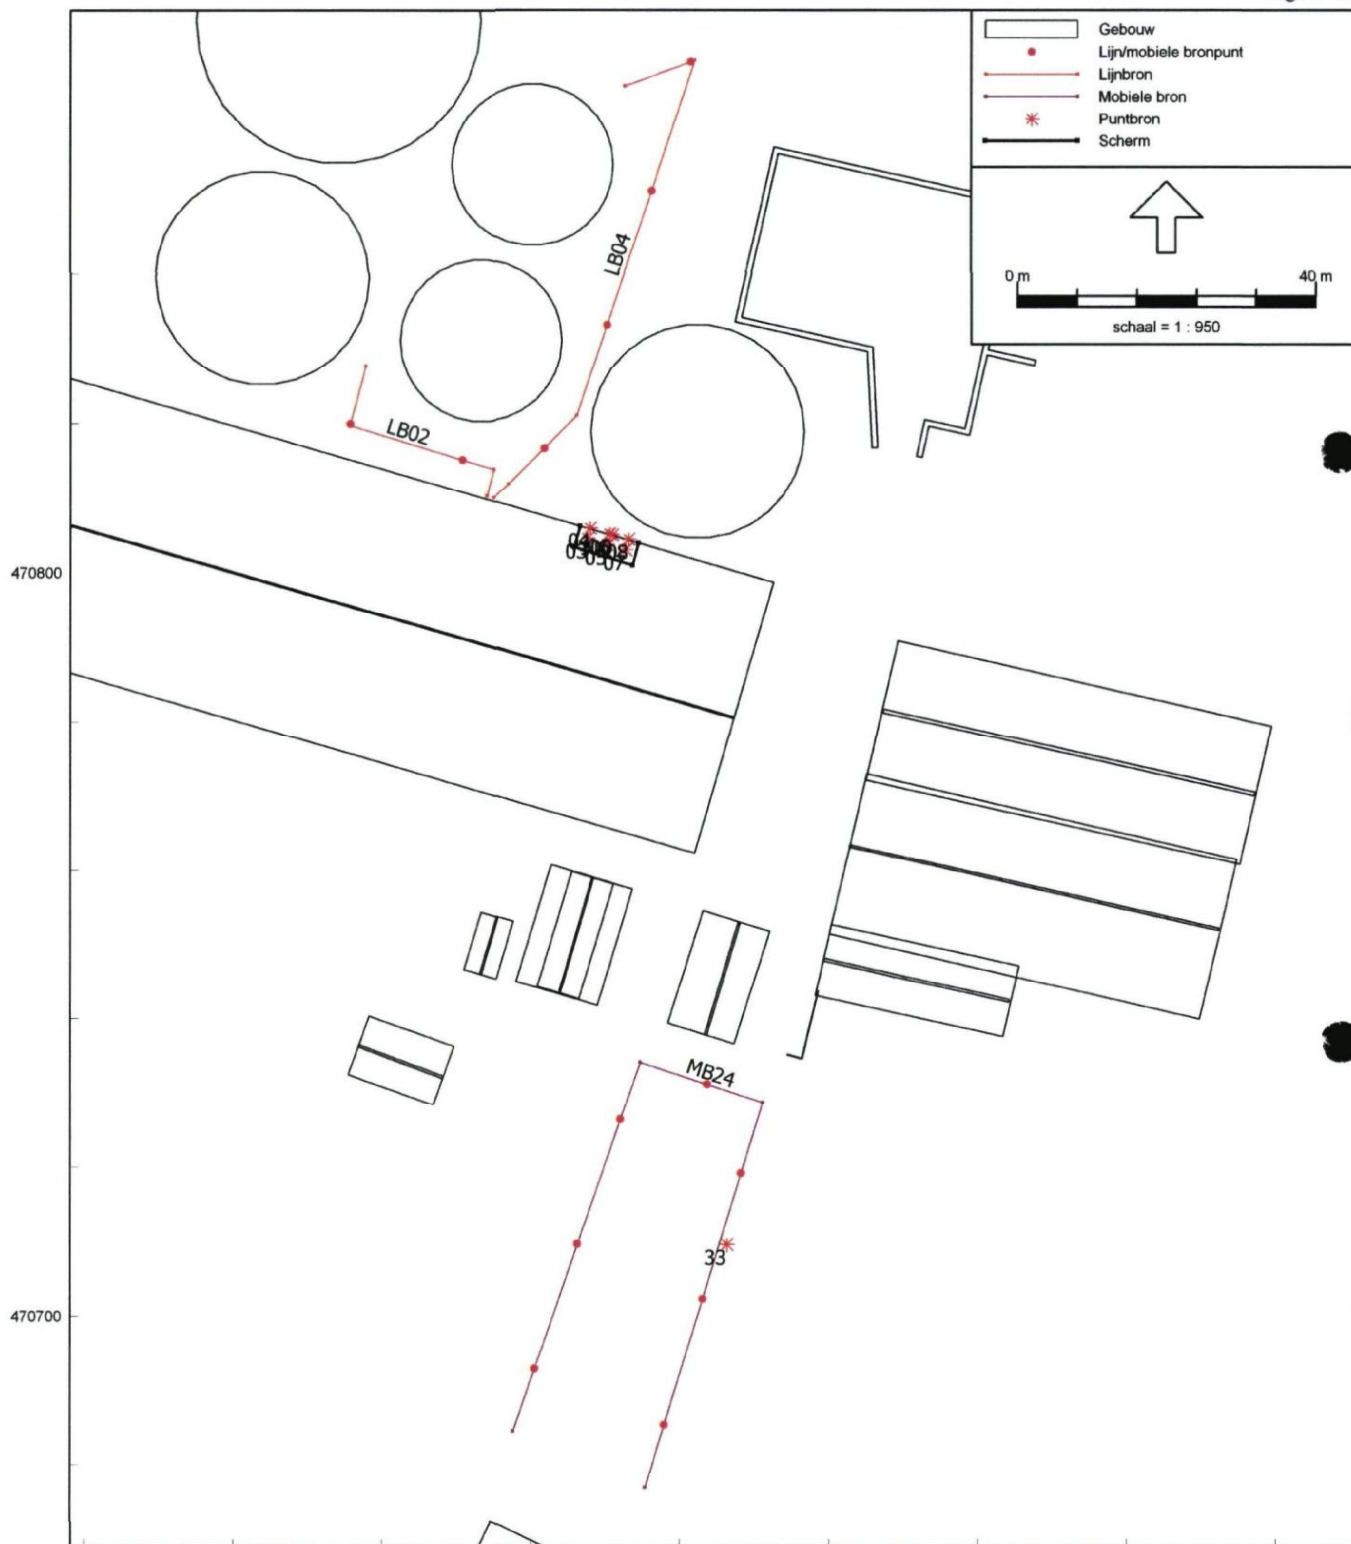 Gebouw
Lijn/mobiele bronpunt
Lijnbron
Mobiele bron
Puntbron
Scherm
0 m 40 m
schaal = 1 : 950
LB04
LB02
07
470800
MB24
33
470700